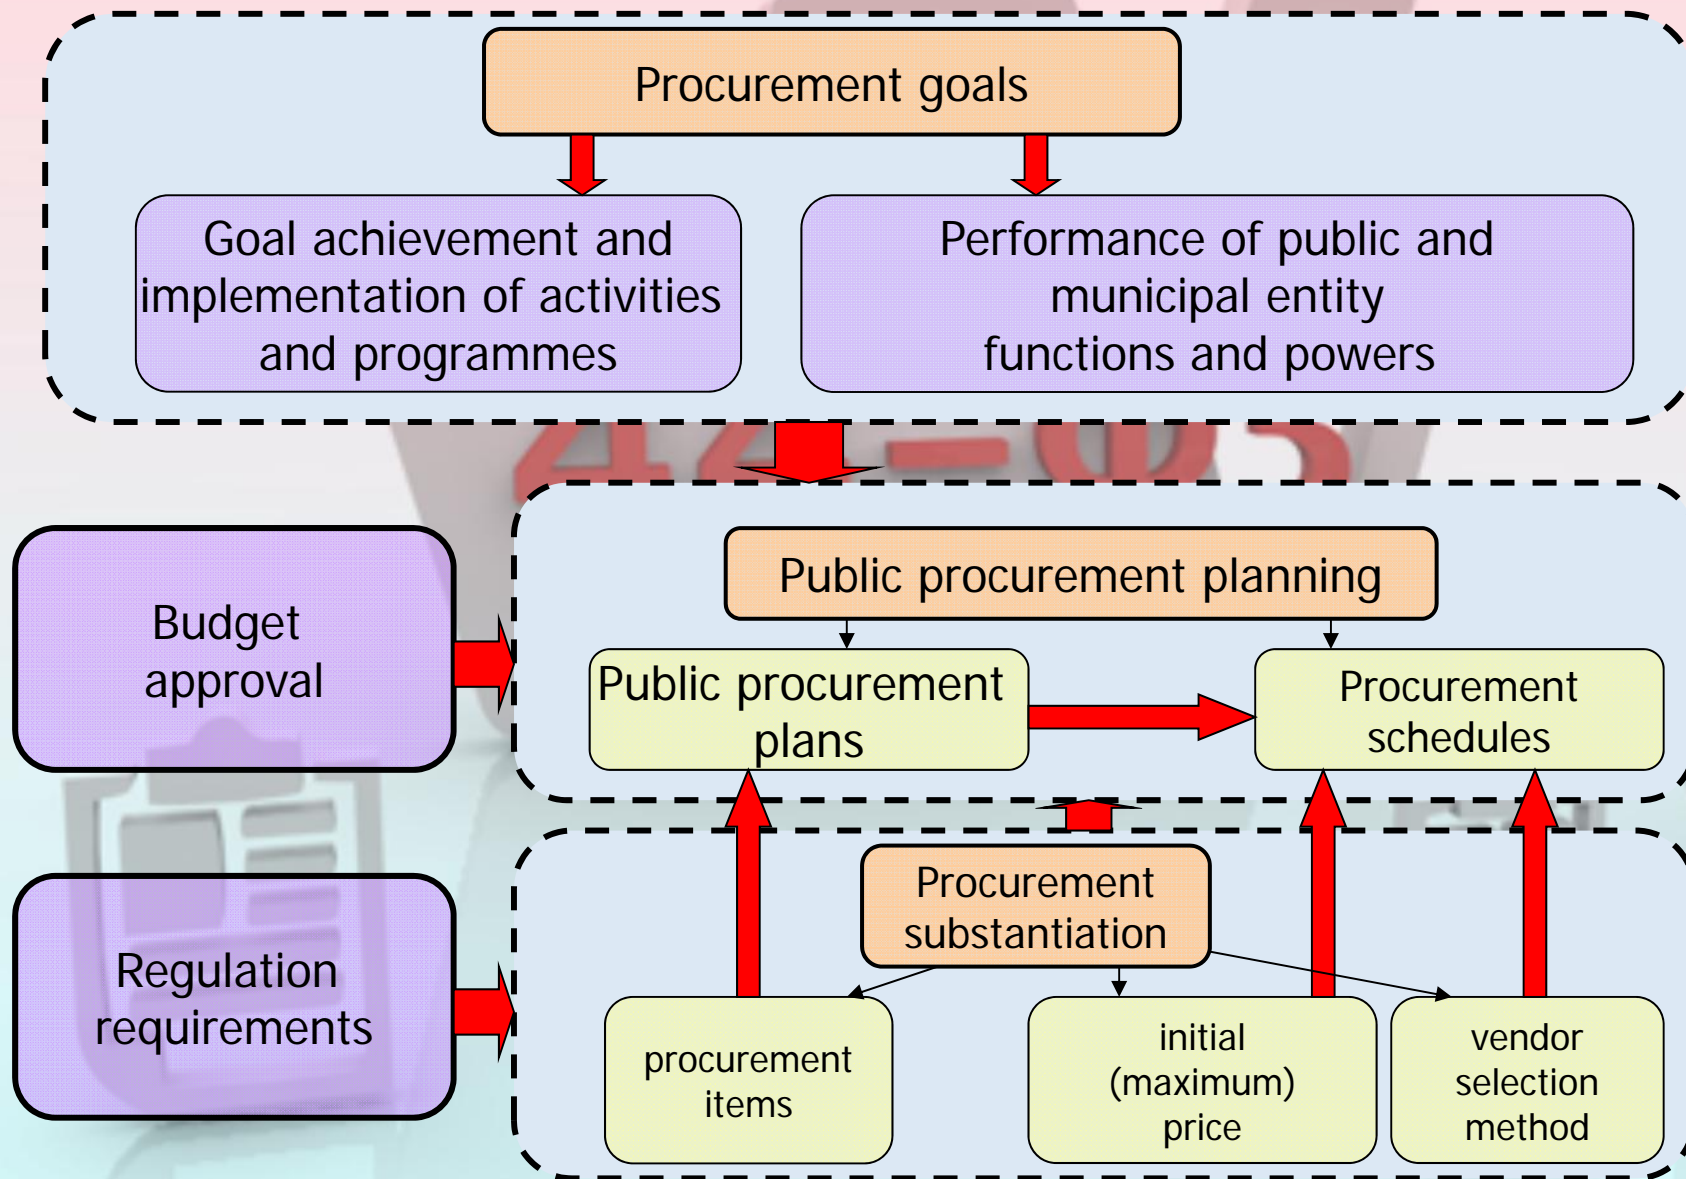 Procurement goals
Goal achievement and
implementation of activities
and programmes
Performance of public and
municipal entity
functions and powers
44-ФЗ
Budget
approval
Public procurement planning
Public procurement
plans
Procurement
schedules
Regulation
requirements
Procurement
substantiation
procurement
items
initial
(maximum)
price
vendor
selection
method